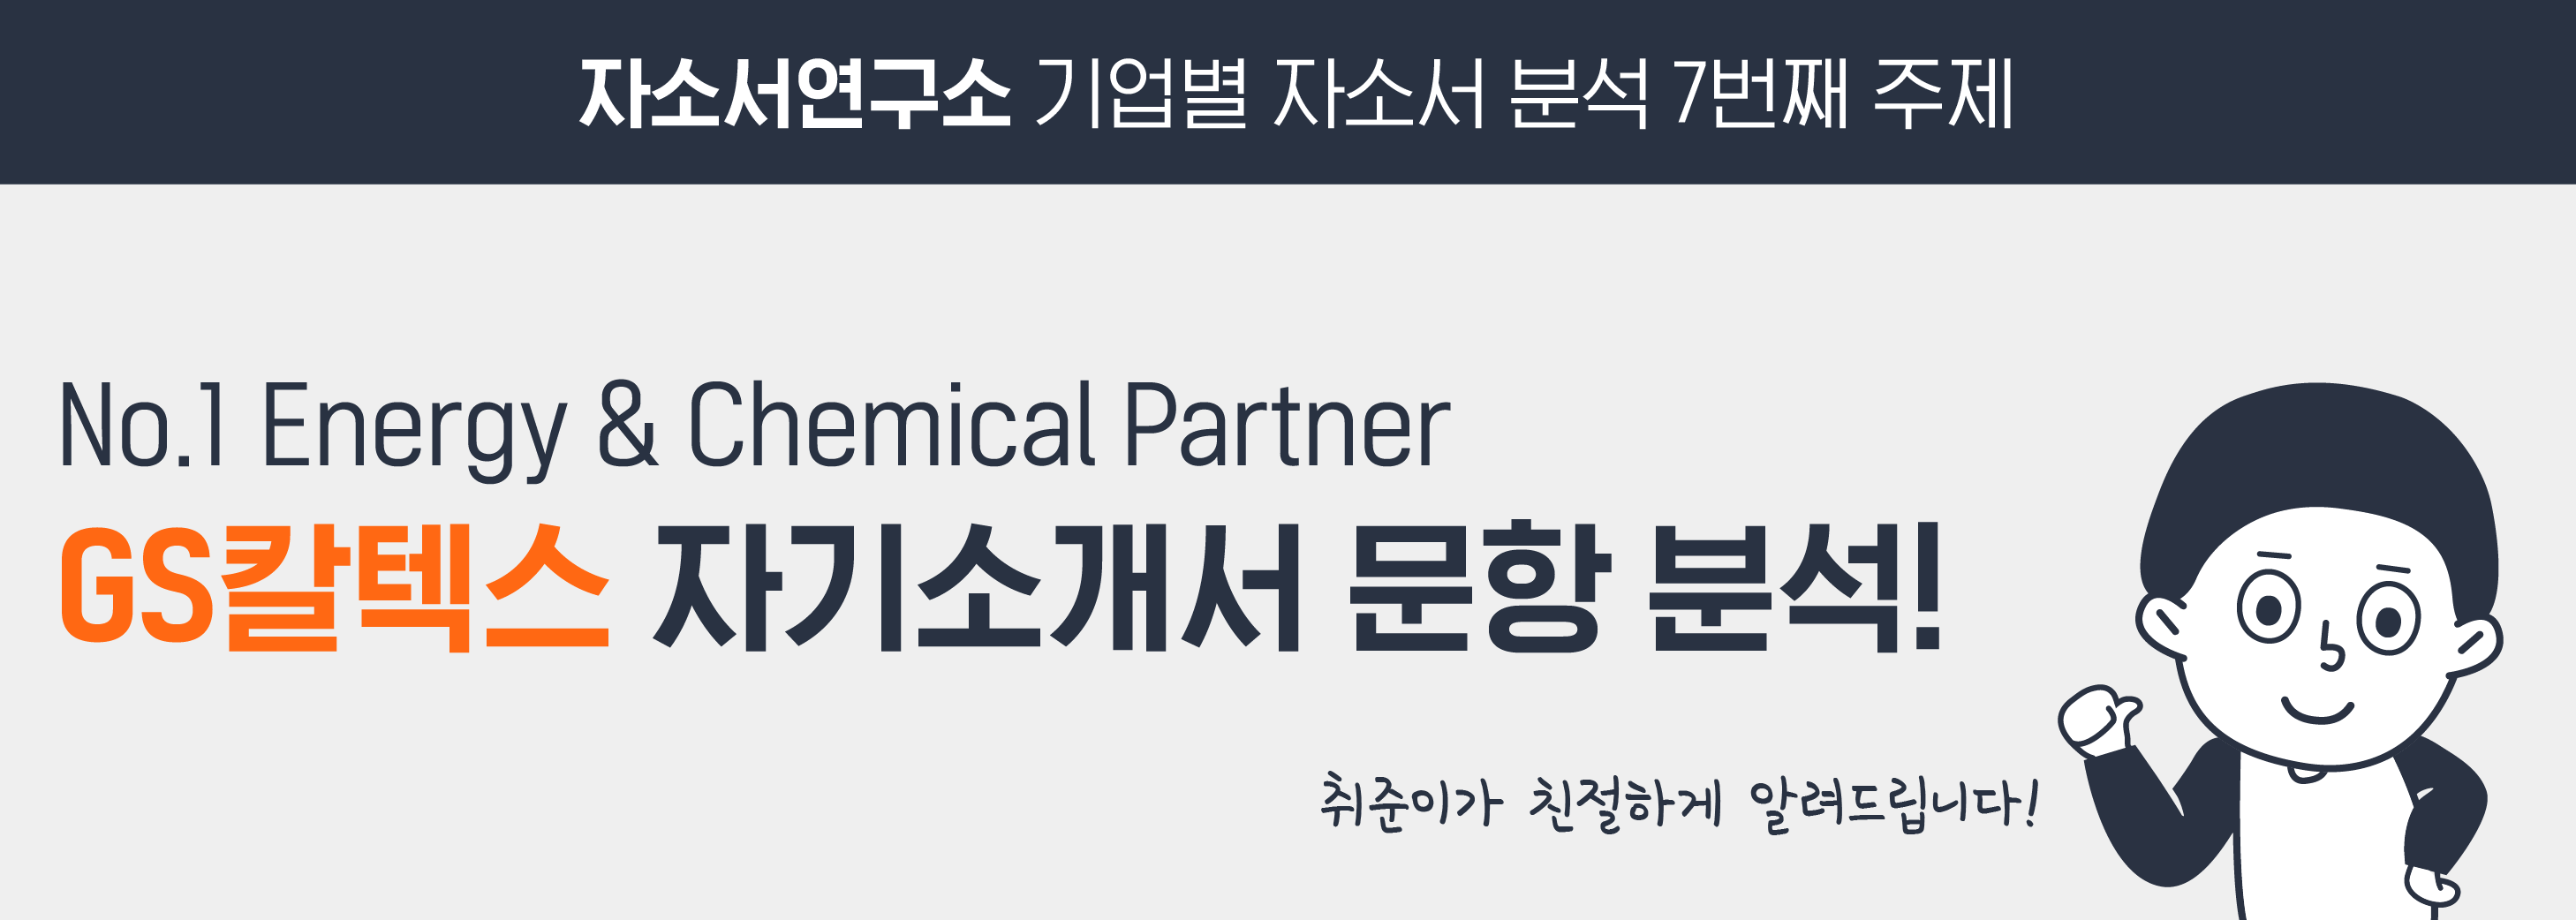 자소서연구소 기업별 자소서 분석 7번째 주제
No.1 Energy & Chemical Partner
GS칼텍스 자기소개서 문항 분석!
취준이가 친절하게 알려드립니다!